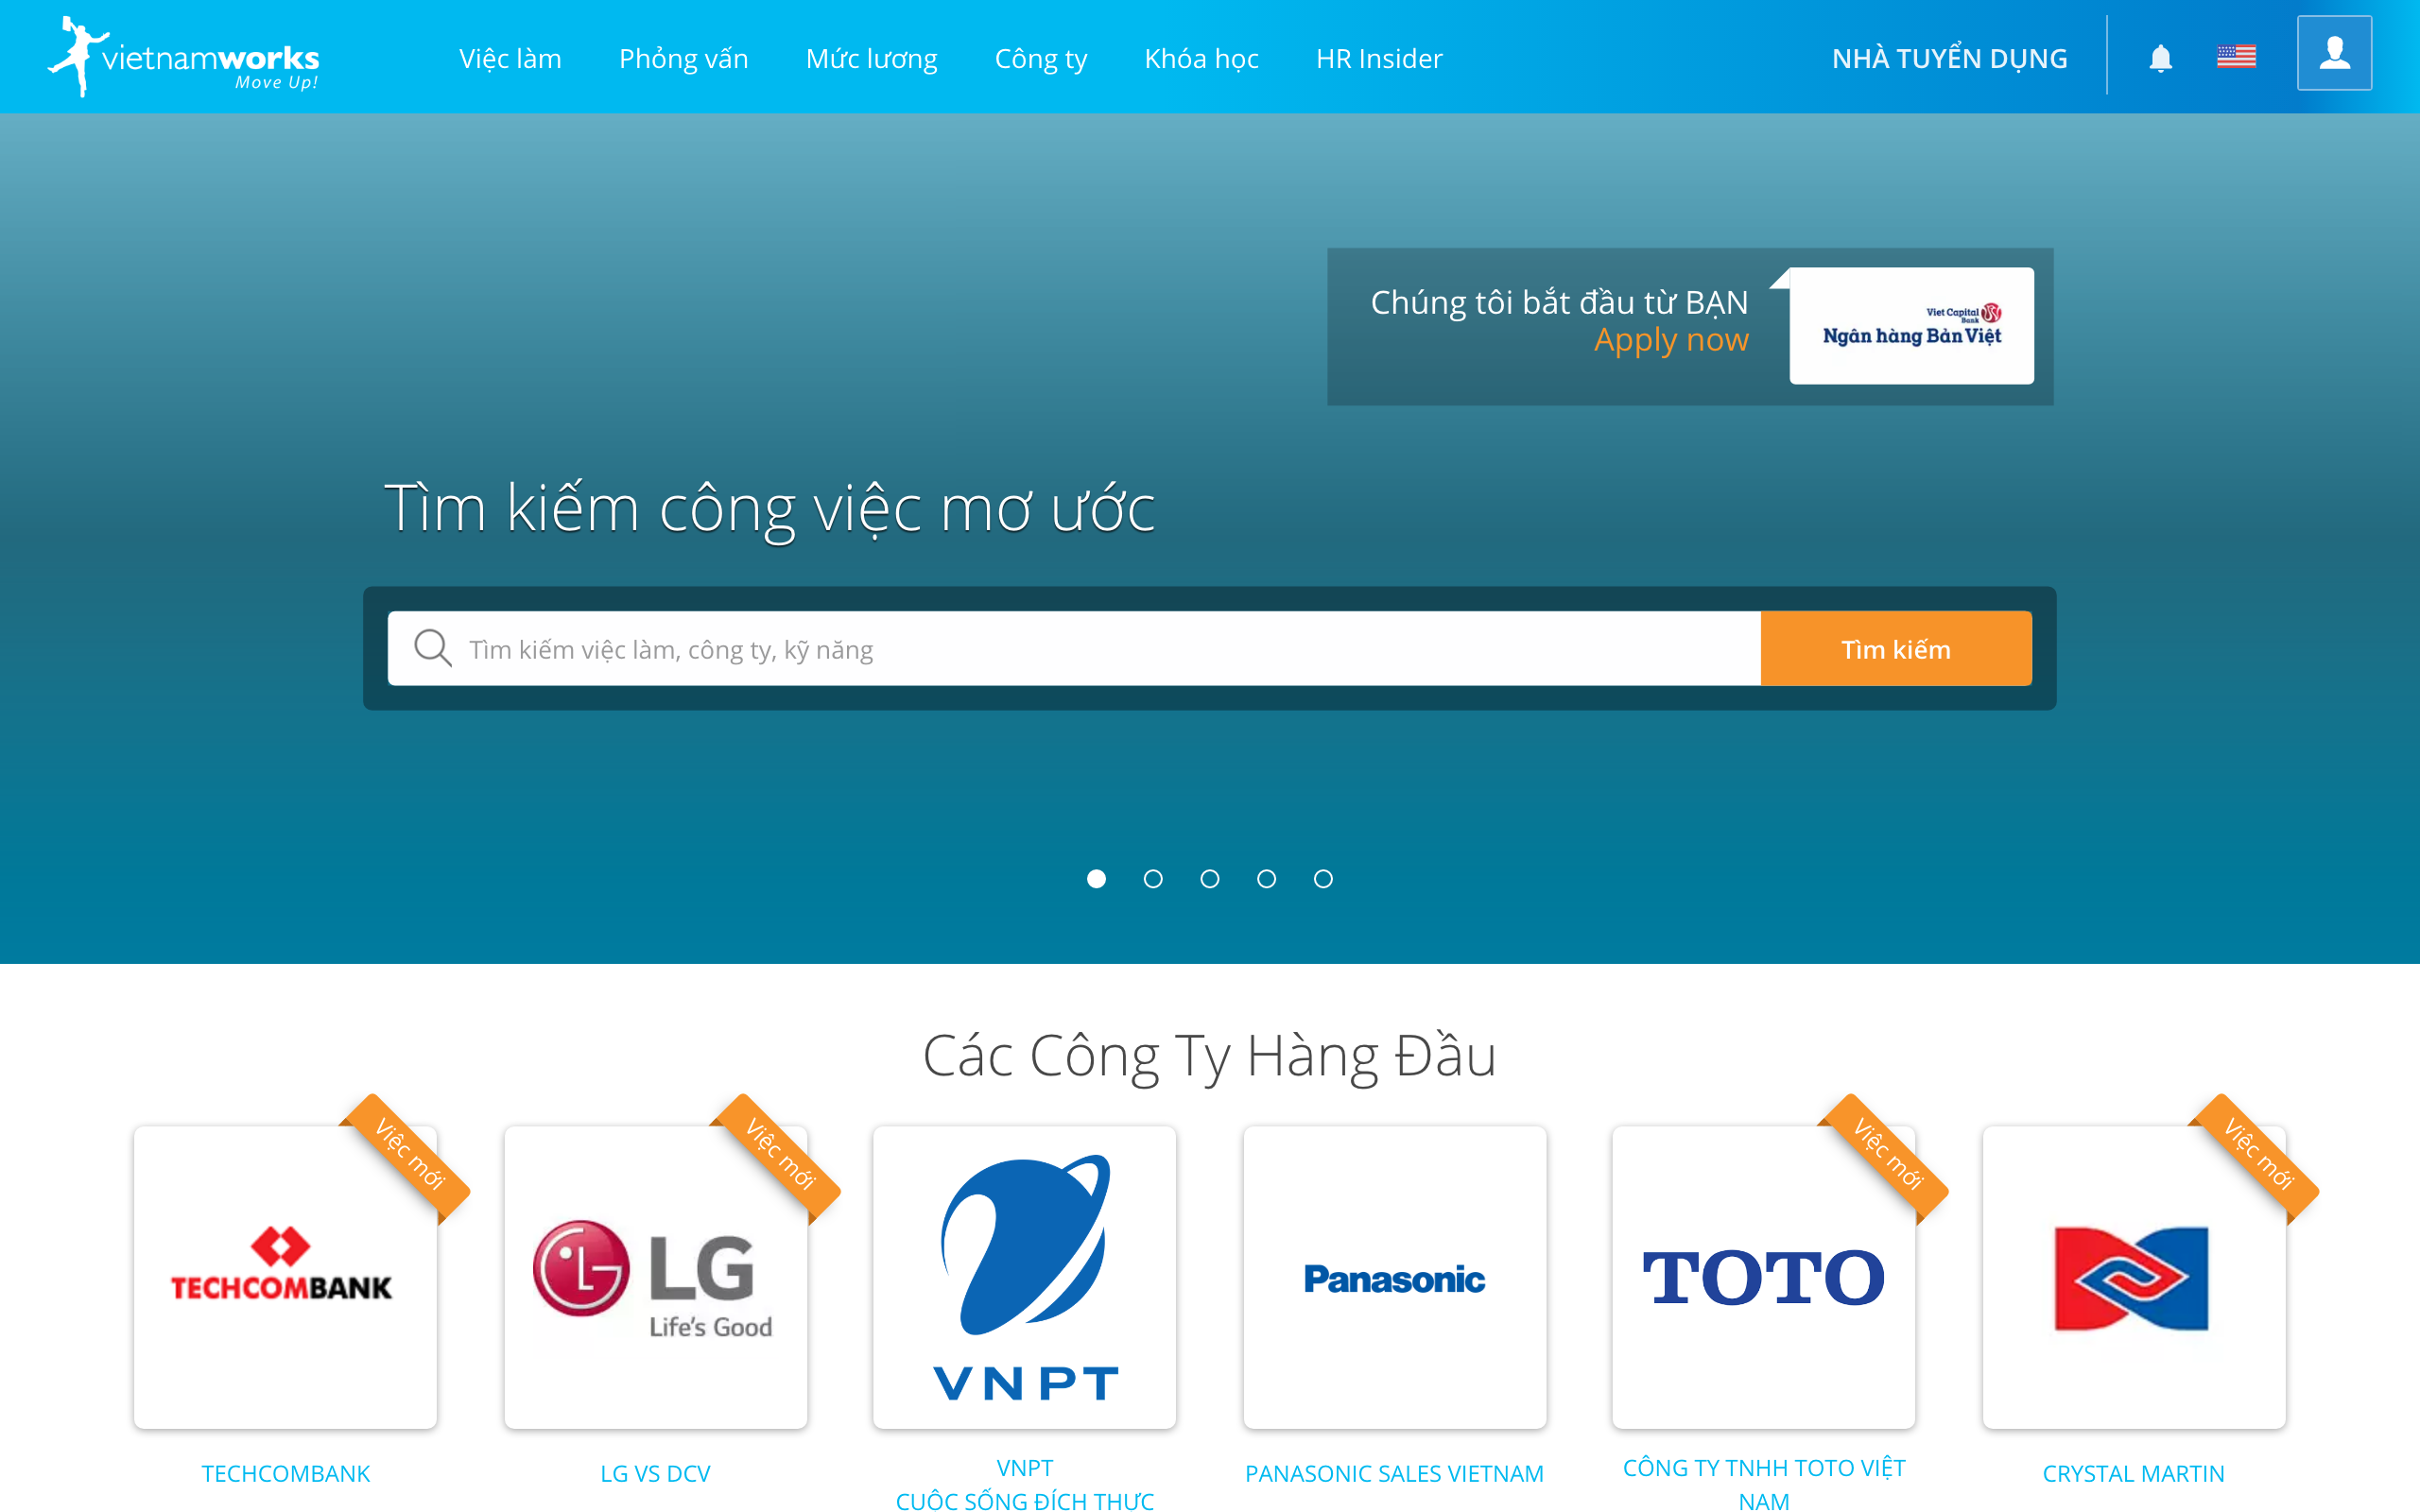 vietnamworks
Move Up!
Việc làm
Phỏng vấn
Mức lương
Công ty
Khóa học
HR Insider
NHÀ TUYỂN DỤNG
Chúng tôi bắt đầu từ BẠN
Apply now
Viet Capital
Bank
Ngân hàng Bản Việt
Tìm kiếm công việc mơ ước
Tìm kiếm việc làm, công ty, kỹ năng
Tìm kiếm
Các Công Ty Hàng Đầu
Việc mới
TECHCOMBANK
Việc mới
LG
Life's Good
VNPT
Panasonic
Việc mới
TOTO
Việc mới
TECHCOMBANK
LG VS DCV
VNPT
CUỘC SỐNG ĐÍCH THỰC
PANASONIC SALES VIETNAM
CÔNG TY TNHH TOTO VIỆT
NAM
CRYSTAL MARTIN